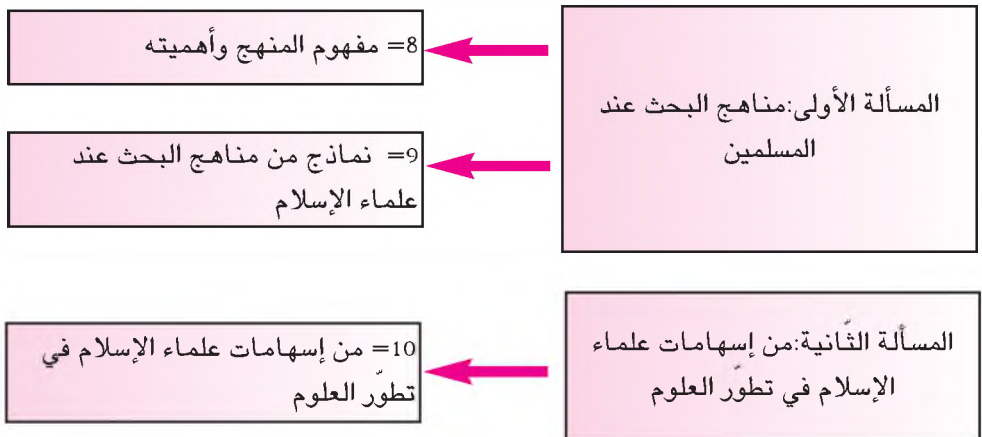 المسألة الأولى:مناهج البحث عند
المسلمين
8= مفهوم المنهج وأهميته
9= نماذج من مناهج البحث عند
علماء الإسلام
المسألة الثّانية:من إسهامات علماء
الإسلام في تطوّر العلوم
10= من إسهامات علماء الإسلام في
تطوّر العلوم